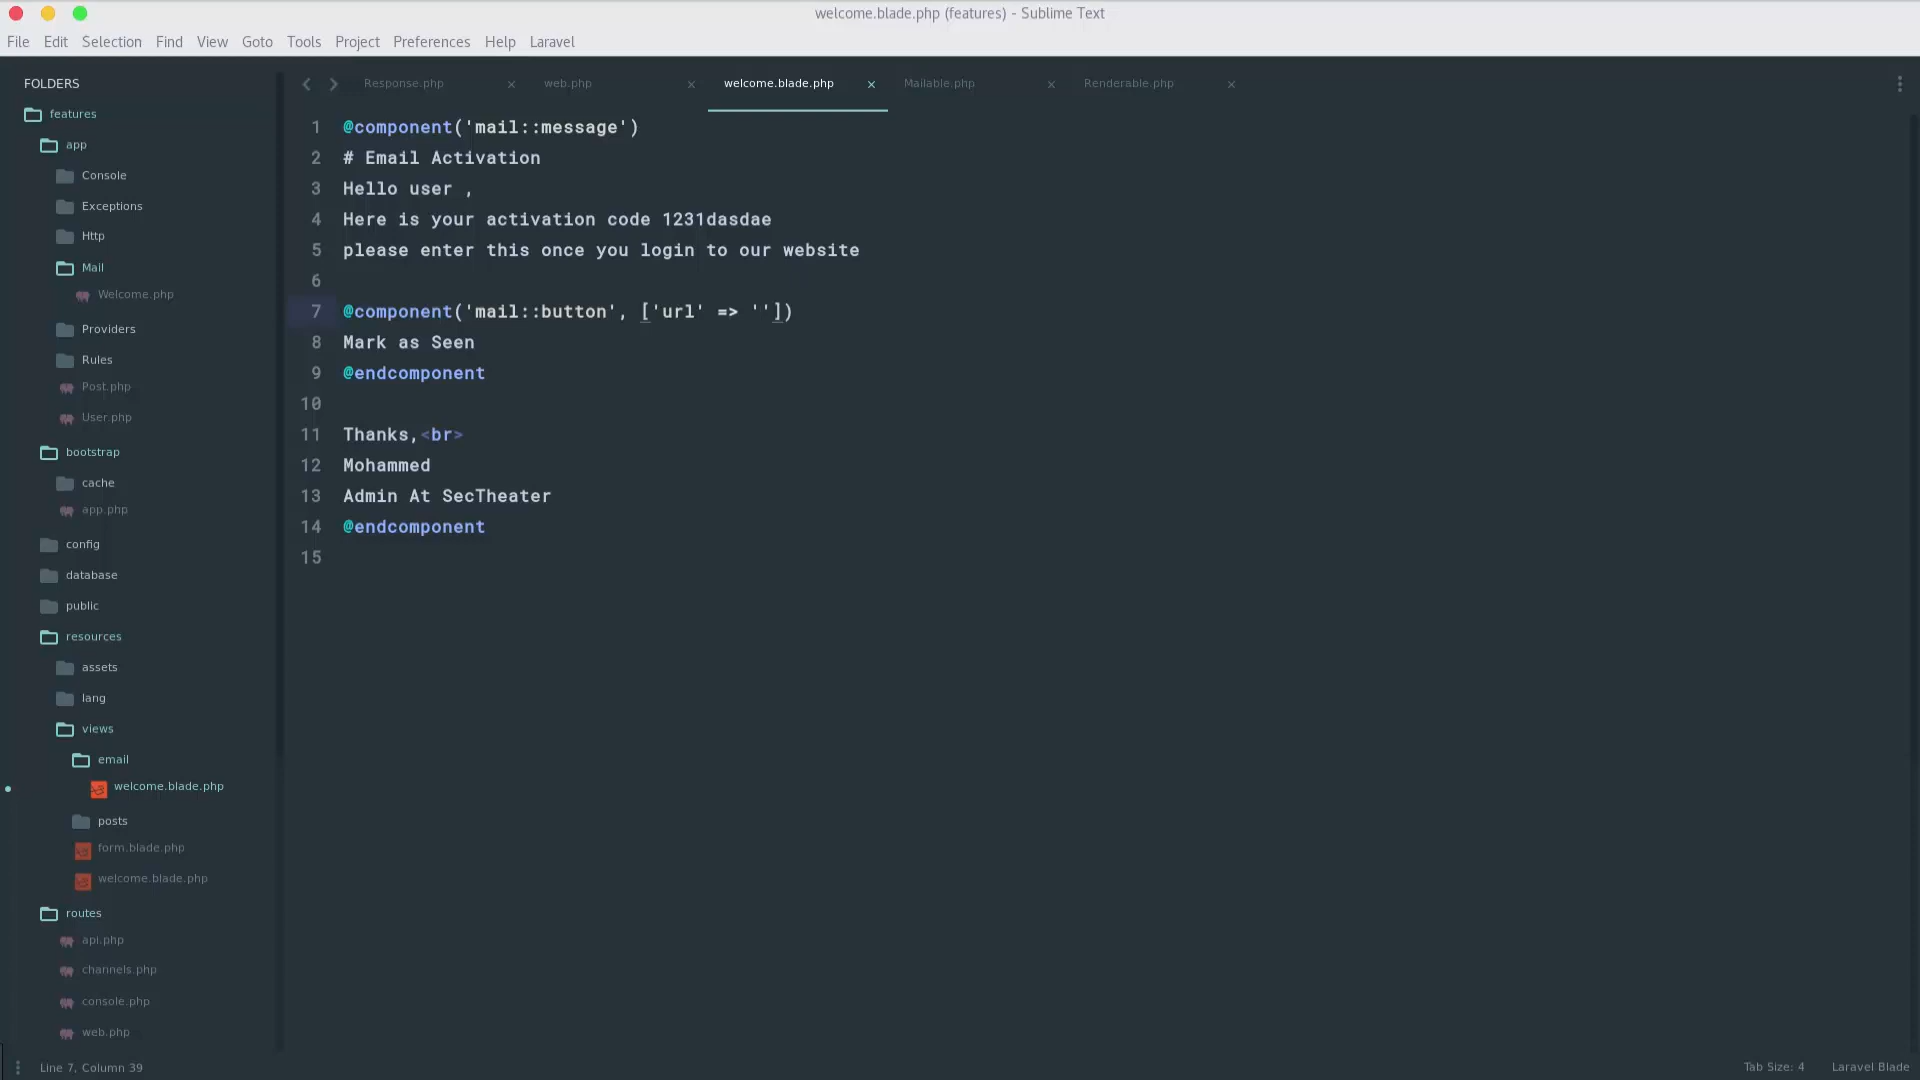 welcome.blade.php (features) - Sublime Text
File Edit Selection Find View Goto Tools Project Preferences Help Laravel
FOLDERS
features
app
Console
Exceptions
Http
Mail
Welcome.php
Providers
Rules
Post.php
User.php
bootstrap
cache
app.php
config
database
public
resources
assets
lang
views
email
welcome.blade.php
posts
form.blade.php
welcome.blade.php
routes
api.php
channels.php
console.php
web.php
Response.php × web.php × welcome.blade.php × Mailable.php × Renderable.php ×
1 @component('mail::message')
2 # Email Activation
3 Hello user ,
4 Here is your activation code 1231dasdae
5 please enter this once you login to our website
6
7 @component('mail::button', ['url' => ''])
8 Mark as Seen
9 @endcomponent
10
11 Thanks,<br>
12 Mohammed
13 Admin At SecTheater
14 @endcomponent
15
Line 7, Column 39
Tab Size: 4 Laravel Blade